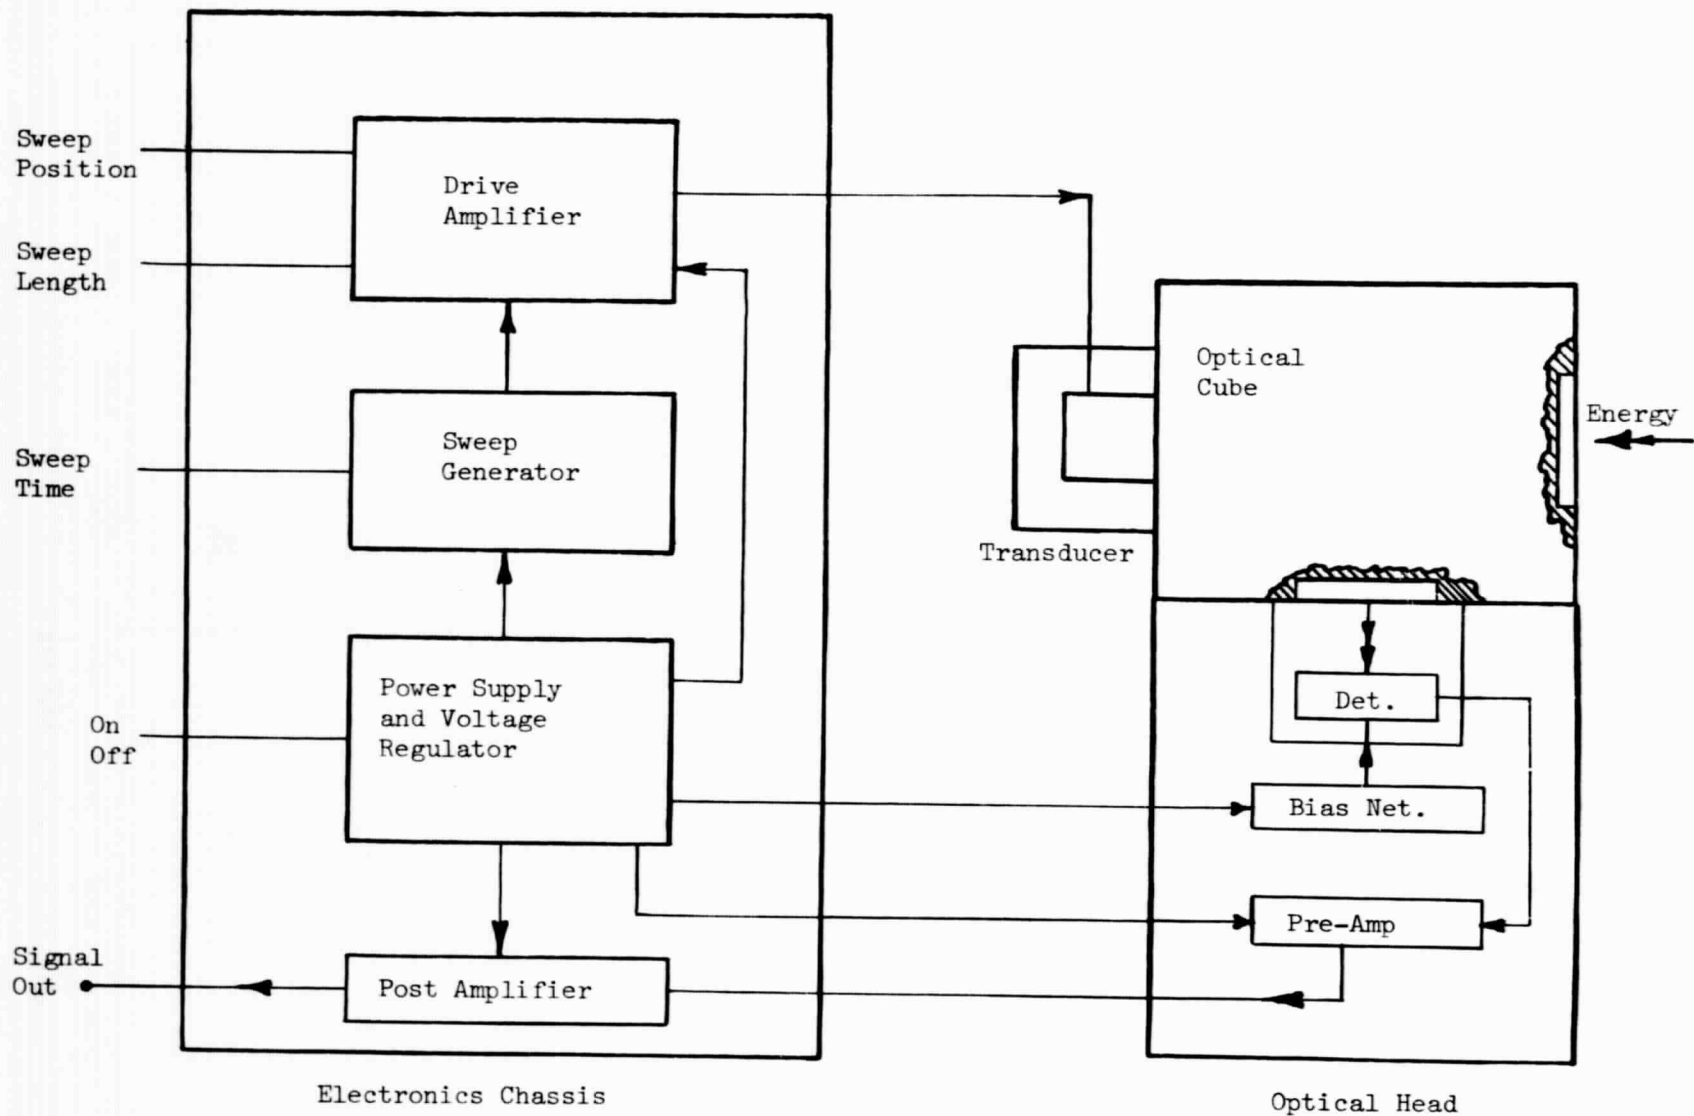 Sweep
Position
Drive
Amplifier
Sweep
Length
Optical
Cube
Energy
Sweep
Generator
Sweep
Time
Transducer
Power Supply
and Voltage
Regulator
On
Off
Det.
Bias Net.
Pre-Amp
Signal
Out
Post Amplifier
Electronics Chassis
Optical Head